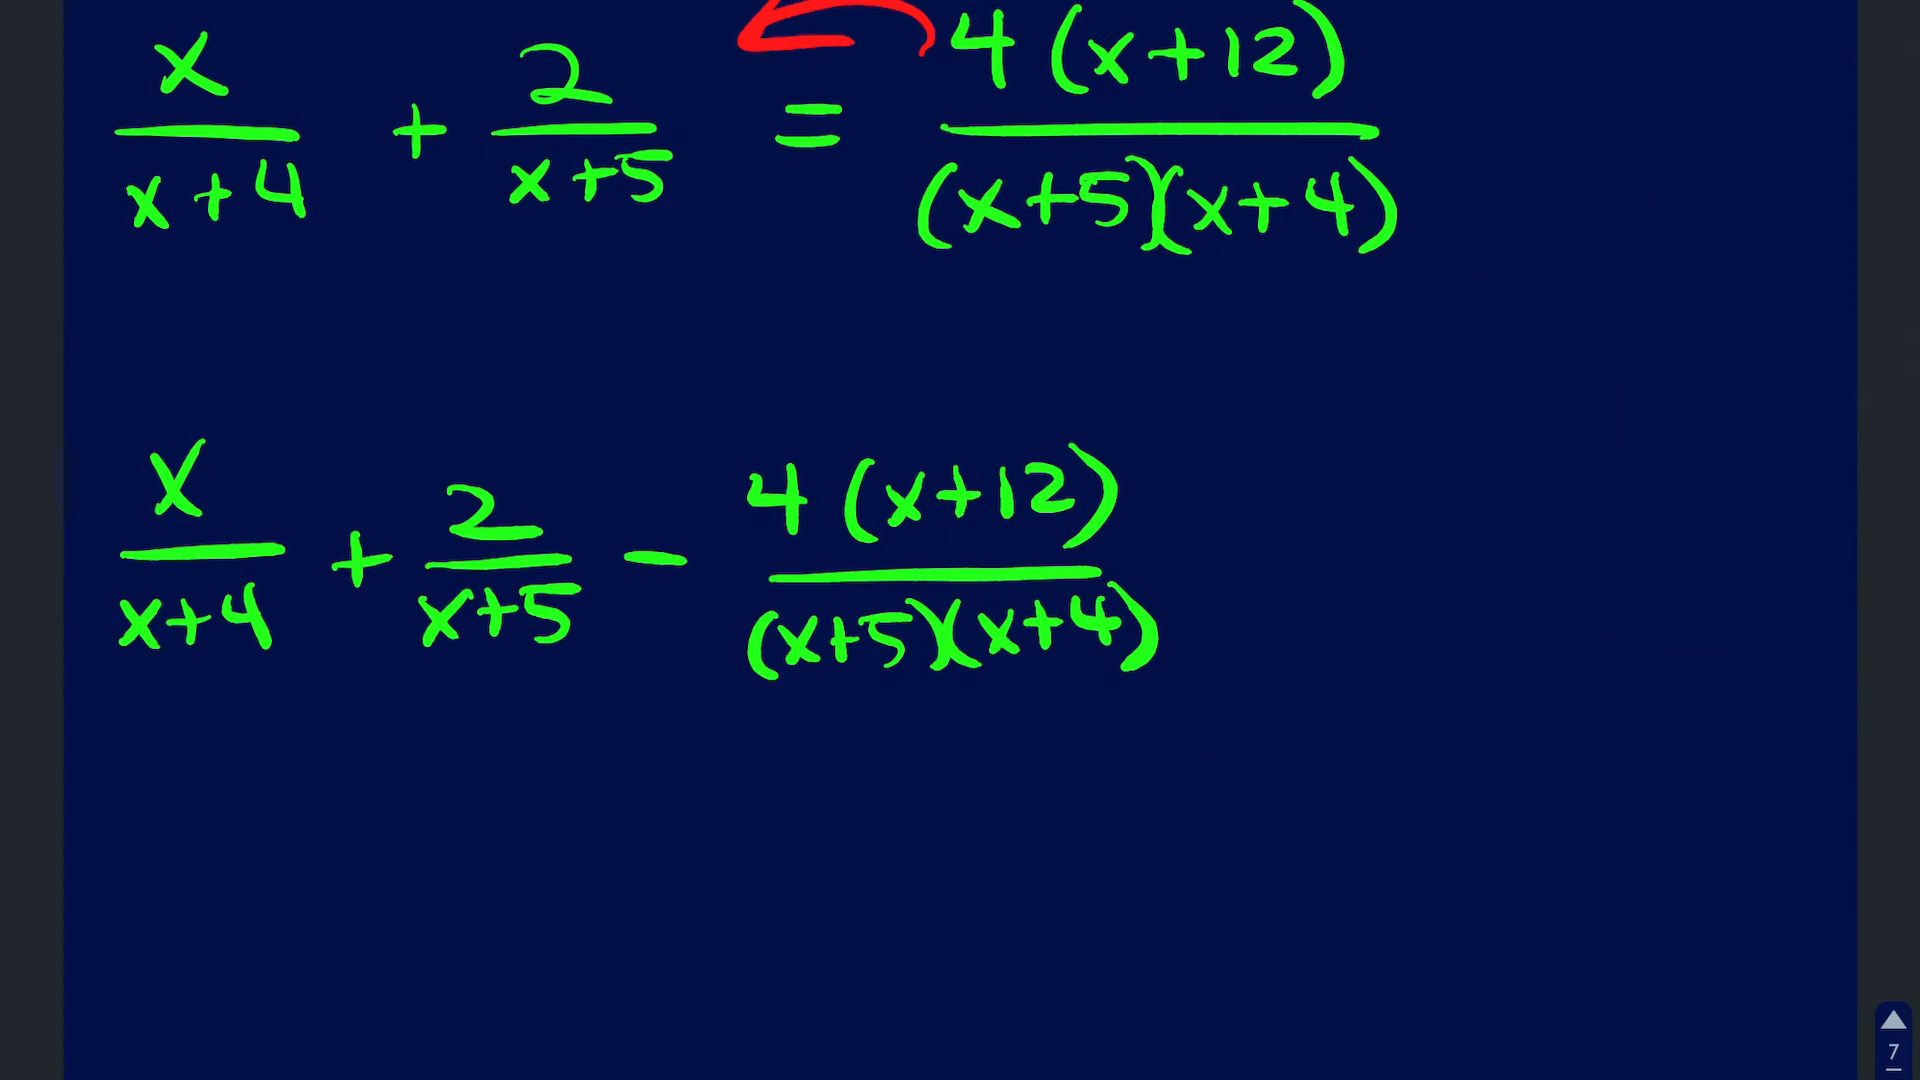 x/(x+4) + 2/(x+5) = 4(x+12)/((x+5)(x+4))
x/(x+4) + 2/(x+5) - 4(x+12)/((x+5)(x+4))
7